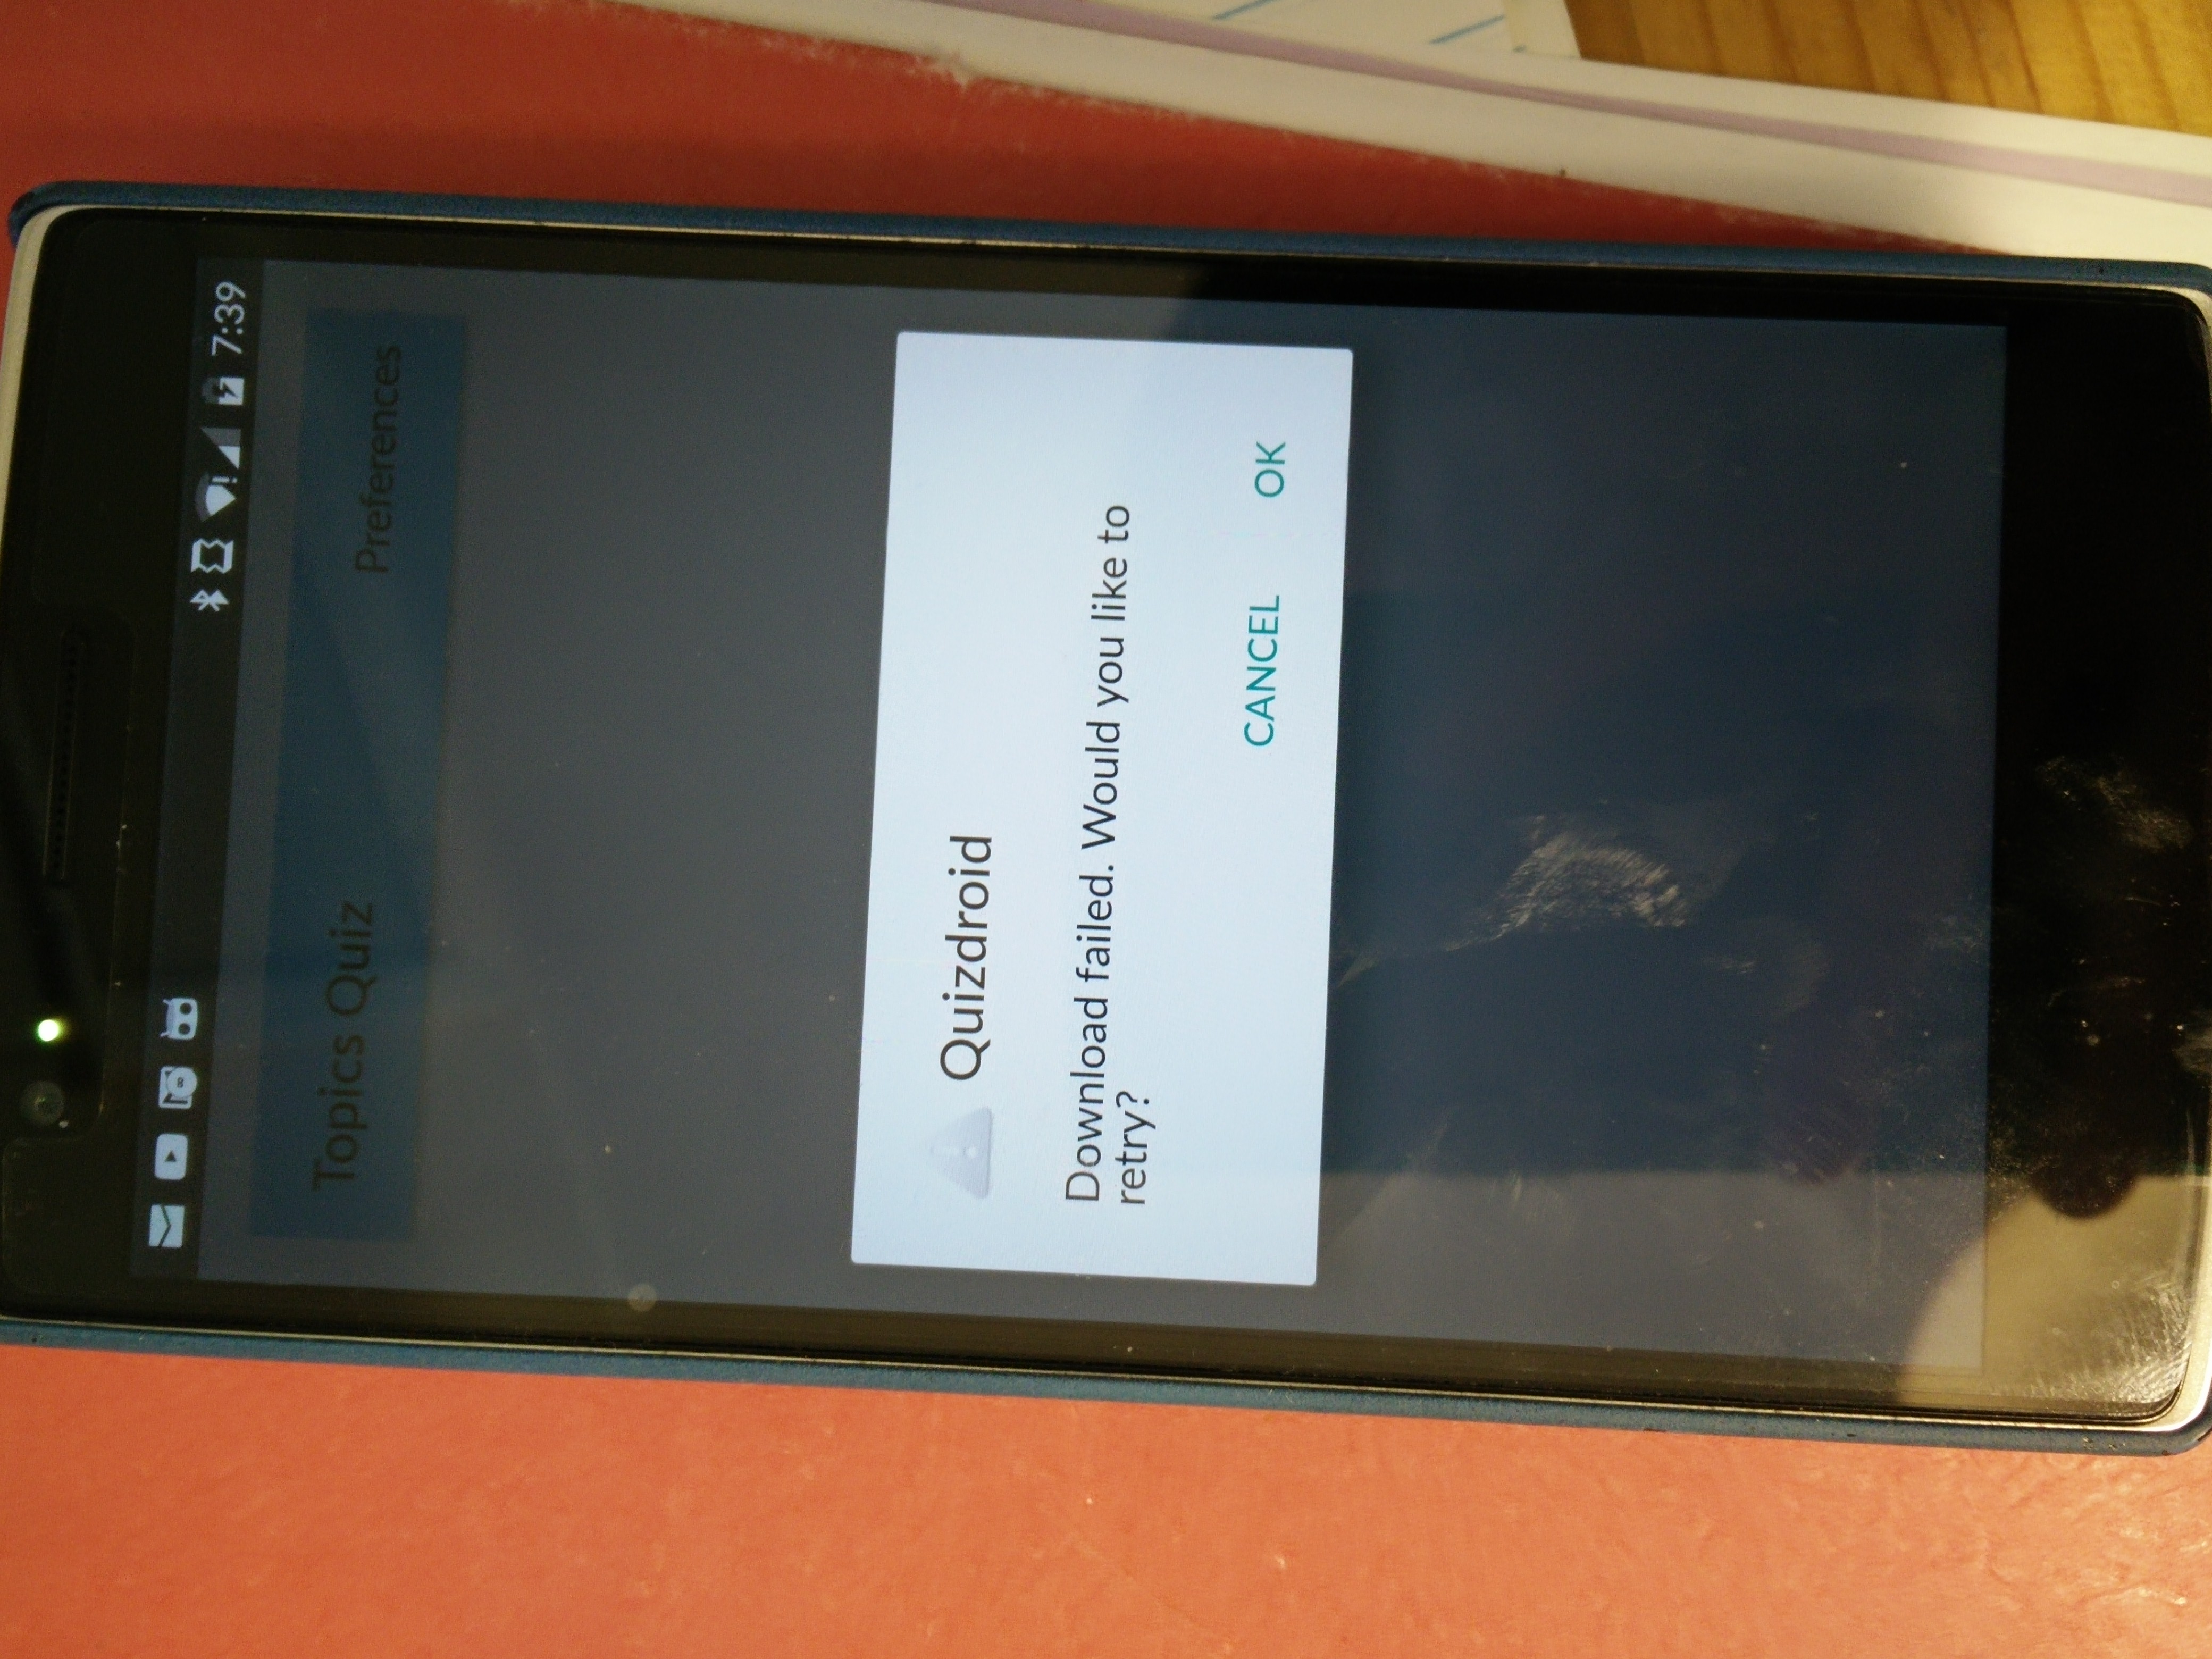 7:39
Topics Quiz
Preferences
Quizdroid
Download failed. Would you like to
retry?
CANCEL
OK